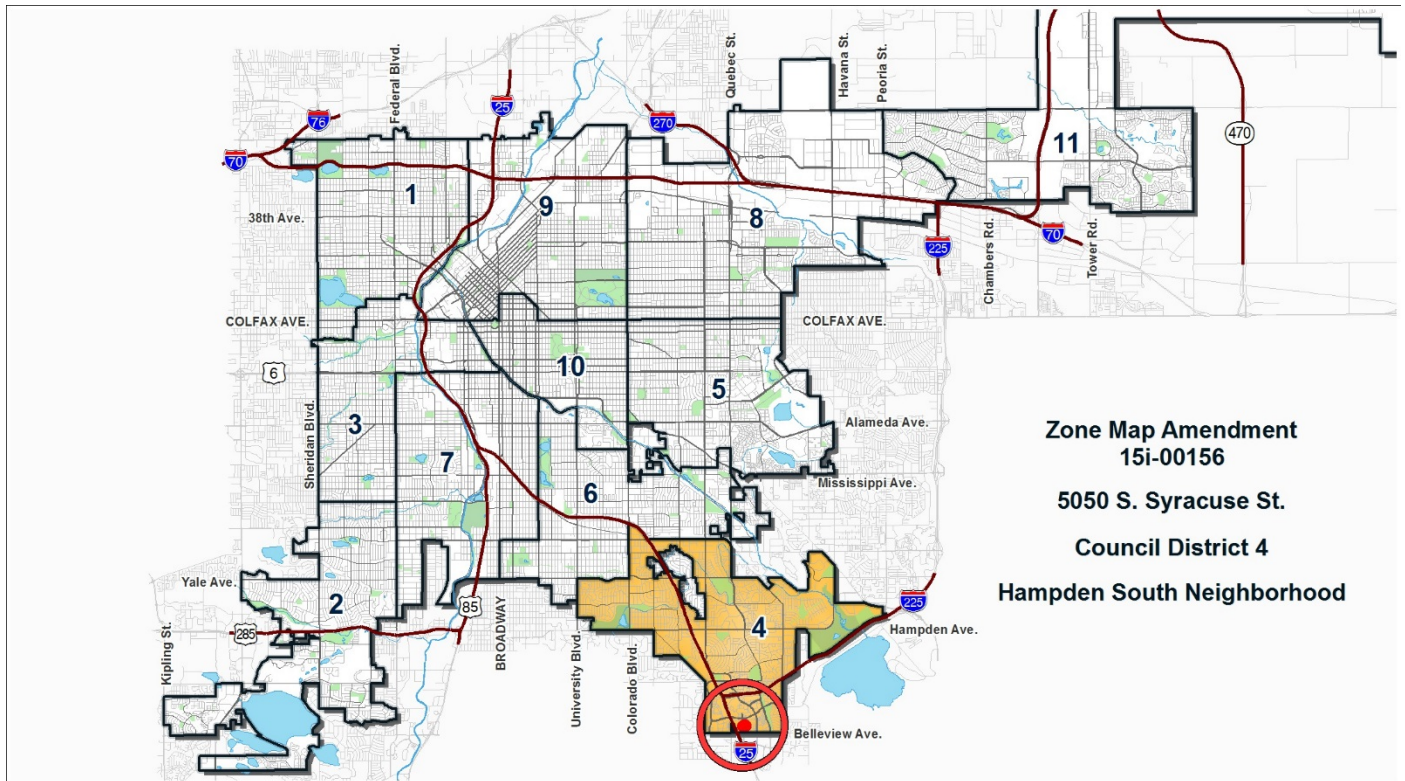 Federal Blvd.
Quebec St.
Havana St.
Peoria St.
25
76
270
70
470
11
1
9
8
38th Ave.
225
70
Chambers Rd.
Tower Rd.
COLFAX AVE.
COLFAX AVE.
6
10
5
Sheridan Blvd.
3
Alameda Ave.
7
Mississippi Ave.
6
Zone Map Amendment
15i-00156
5050 S. Syracuse St.
Council District 4
Hampden South Neighborhood
Yale Ave.
2
85
285
Kipling St.
BROADWAY
University Blvd.
Colorado Blvd.
4
225
Hampden Ave.
Belleview Ave.
25